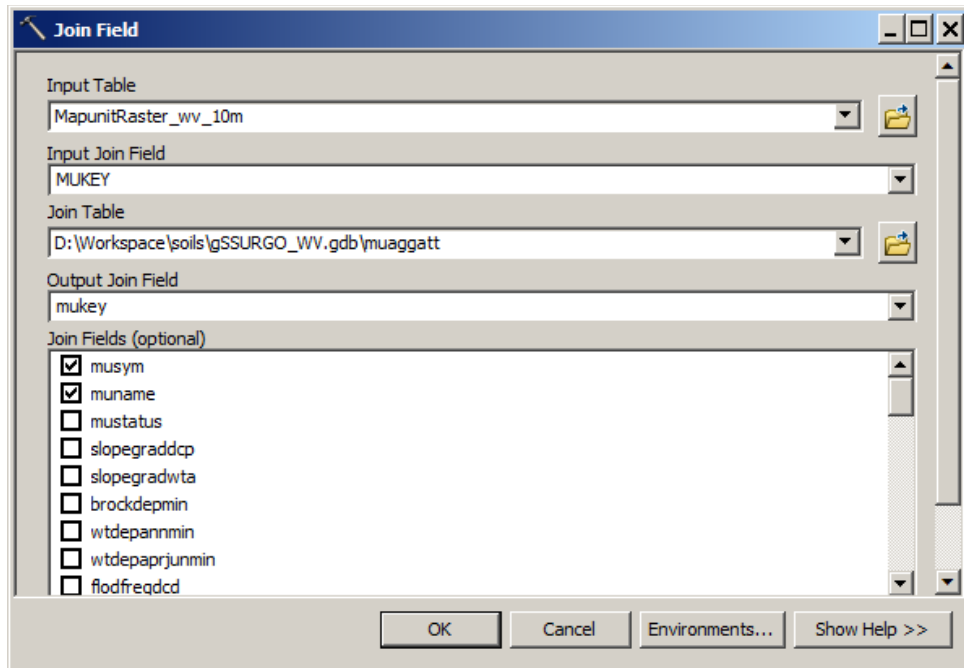 Join Field
Input Table
MapunitRaster_wv_10m
Input Join Field
MUKEY
Join Table
D:\Workspace\soils\gSSURGO_WV.gdb\muaggatt
Output Join Field
mukey
Join Fields (optional)
musym
muname
mustatus
slopegraddcp
slopegradwta
brockdepmin
wtdepannmin
wtdepaprjunmin
flodfreqdcd
OK Cancel Environments... Show Help >>